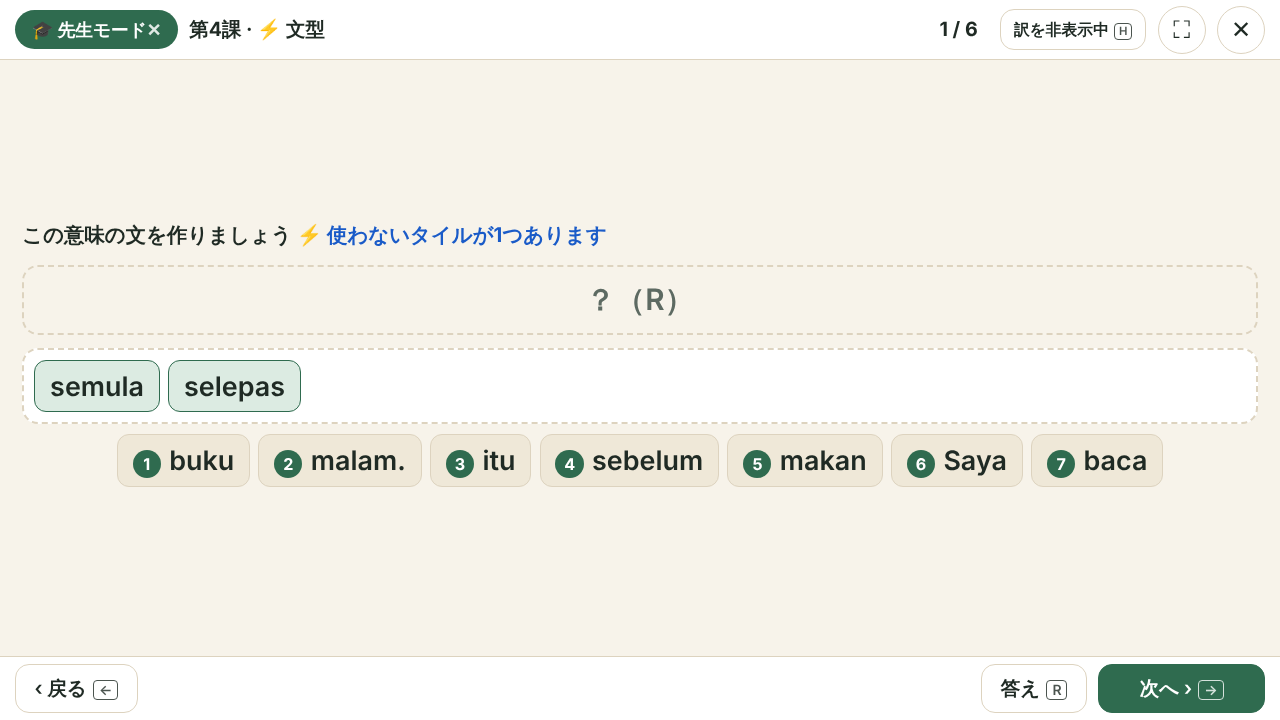 🎓 先生モード✕ 第4課 · ⚡ 文型 1 / 6 訳を非表示中 H ✕
この意味の文を作りましょう ⚡ 使わないタイルが1つあります
？（R）
semula selepas
1 buku 2 malam. 3 itu 4 sebelum 5 makan 6 Saya 7 baca
‹ 戻る ← 答え R 次へ › →